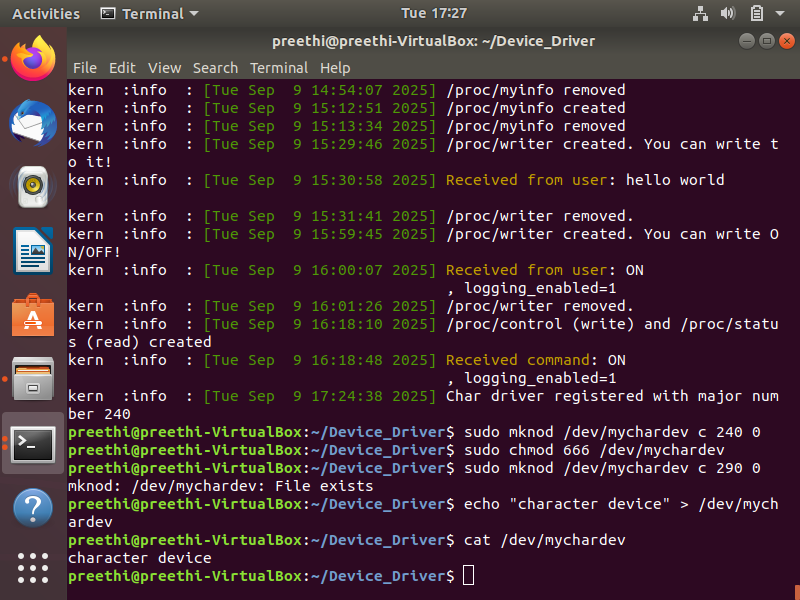 Activities Terminal Tue 17:27
preethi@preethi-VirtualBox: ~/Device_Driver
File Edit View Search Terminal Help
kern  :info  : [Tue Sep  9 14:54:07 2025] /proc/myinfo removed
kern  :info  : [Tue Sep  9 15:12:51 2025] /proc/myinfo created
kern  :info  : [Tue Sep  9 15:13:34 2025] /proc/myinfo removed
kern  :info  : [Tue Sep  9 15:29:46 2025] /proc/writer created. You can write t
o it!
kern  :info  : [Tue Sep  9 15:30:58 2025] Received from user: hello world
kern  :info  : [Tue Sep  9 15:31:41 2025] /proc/writer removed.
kern  :info  : [Tue Sep  9 15:59:45 2025] /proc/writer created. You can write O
N/OFF!
kern  :info  : [Tue Sep  9 16:00:07 2025] Received from user: ON
, logging_enabled=1
kern  :info  : [Tue Sep  9 16:01:26 2025] /proc/writer removed.
kern  :info  : [Tue Sep  9 16:18:10 2025] /proc/control (write) and /proc/statu
s (read) created
kern  :info  : [Tue Sep  9 16:18:48 2025] Received command: ON
, logging_enabled=1
kern  :info  : [Tue Sep  9 17:24:38 2025] Char driver registered with major num
ber 240
preethi@preethi-VirtualBox:~/Device_Driver$ sudo mknod /dev/mychardev c 240 0
preethi@preethi-VirtualBox:~/Device_Driver$ sudo chmod 666 /dev/mychardev
preethi@preethi-VirtualBox:~/Device_Driver$ sudo mknod /dev/mychardev c 290 0
mknod: /dev/mychardev: File exists
preethi@preethi-VirtualBox:~/Device_Driver$ echo "character device" > /dev/mych
ardev
preethi@preethi-VirtualBox:~/Device_Driver$ cat /dev/mychardev
character device
preethi@preethi-VirtualBox:~/Device_Driver$